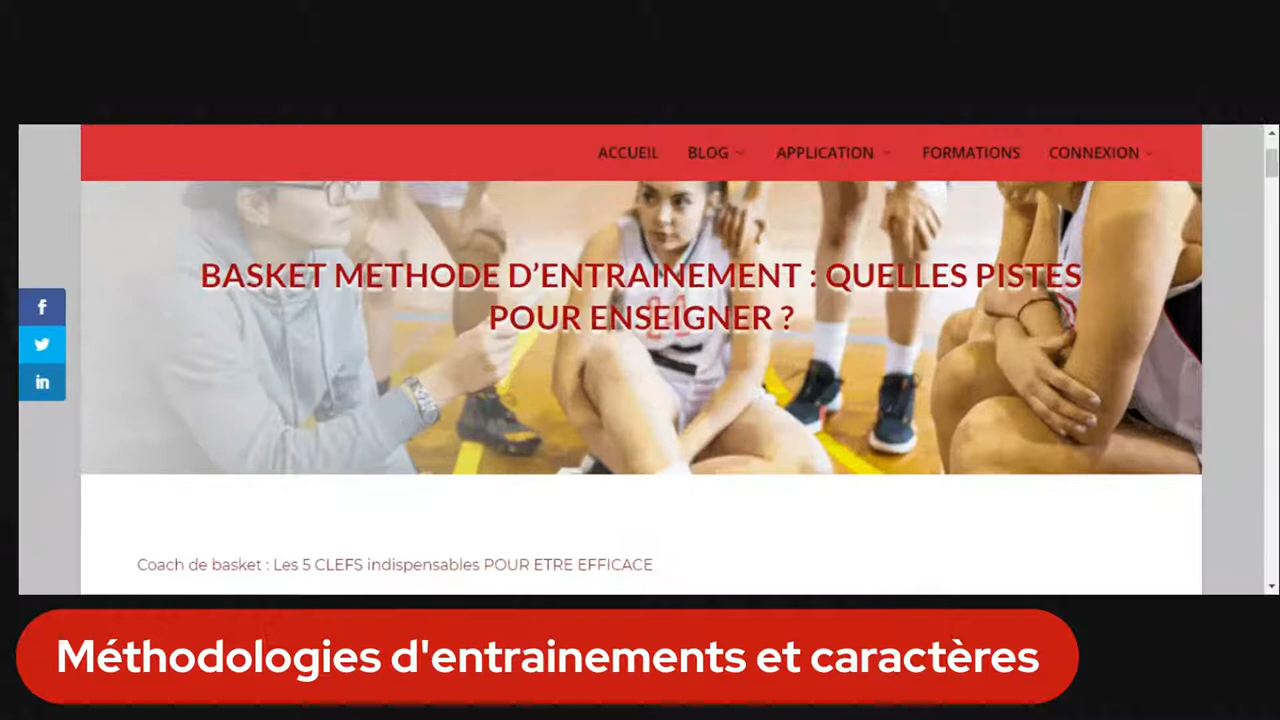 ACCUEIL BLOG APPLICATION FORMATIONS CONNEXION
BASKET METHODE D’ENTRAINEMENT : QUELLES PISTES
POUR ENSEIGNER ?
f
in
Coach de basket : Les 5 CLEFS indispensables POUR ETRE EFFICACE
Méthodologies d'entrainements et caractères